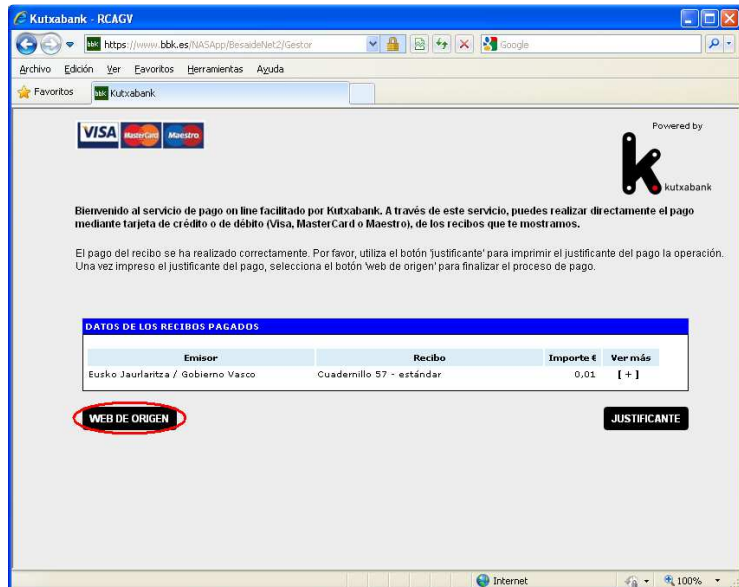 Kutxabank - RCAGV
bbk https://www.bbk.es/NASApp/BesaideNet2/Gestor Google
Archivo Edición Ver Favoritos Herramientas Ayuda
Favoritos bbk Kutxabank
VISA MasterCard Maestro
Powered by
kutxabank
Bienvenido al servicio de pago on line facilitado por Kutxabank. A través de este servicio, puedes realizar directamente el pago
mediante tarjeta de crédito o de débito (Visa, MasterCard o Maestro), de los recibos que te mostramos.
El pago del recibo se ha realizado correctamente. Por favor, utiliza el botón 'justificante' para imprimir el justificante del pago la operación.
Una vez impreso el justificante del pago, selecciona el botón 'web de origen' para finalizar el proceso de pago.
DATOS DE LOS RECIBOS PAGADOS
Emisor Recibo Importe € Ver más
Eusko Jaurlaritza / Gobierno Vasco Cuadernillo 57 - estándar 0,01 [ + ]
WEB DE ORIGEN JUSTIFICANTE
Internet 100%